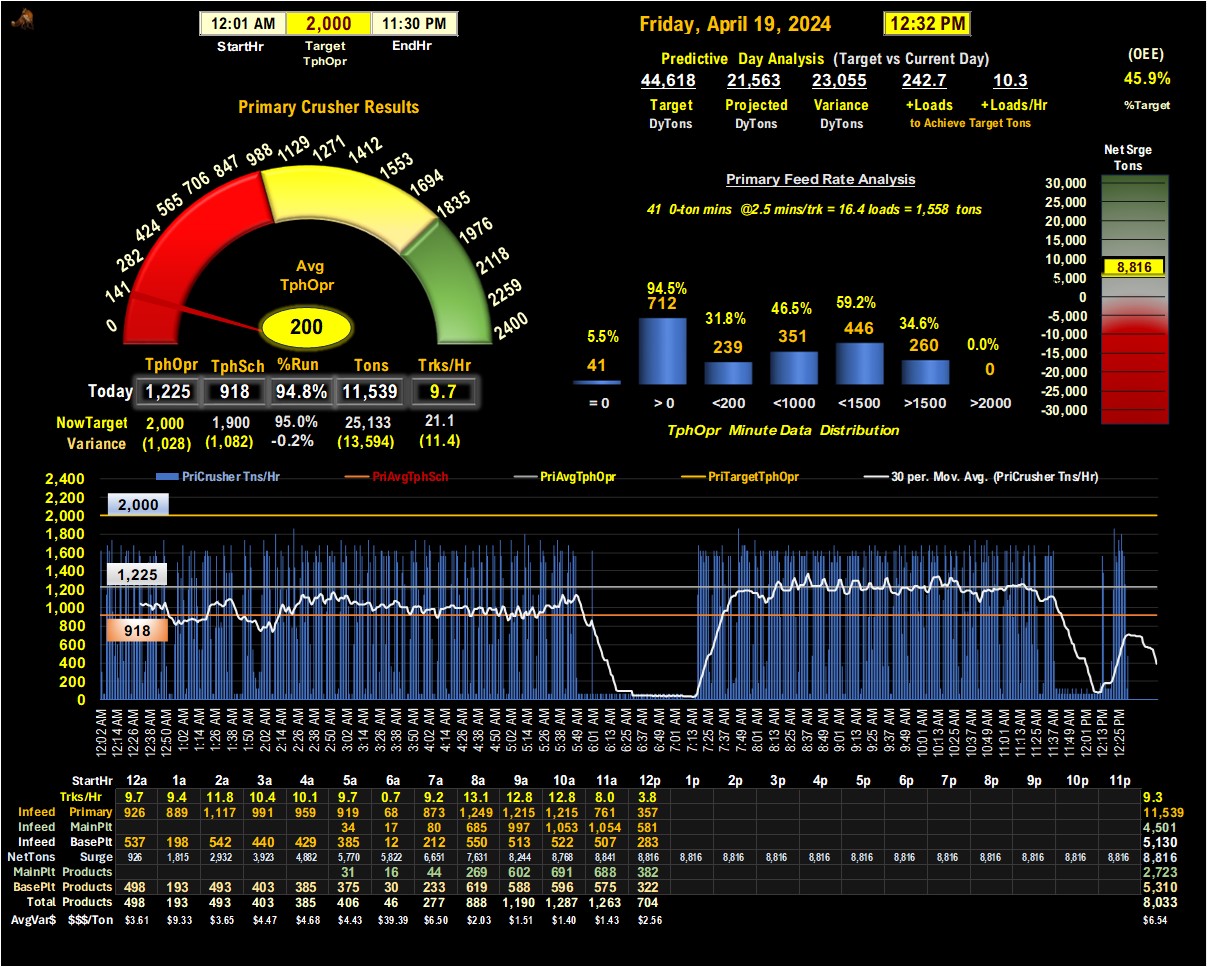 12:01 AM 2,000 11:30 PM
StartHr Target TphOpr EndHr
Friday, April 19, 2024 12:32 PM
Predictive Day Analysis (Target vs Current Day)
44,618 21,563 23,055 242.7 10.3
Target Projected Variance +Loads +Loads/Hr
DyTons DyTons DyTons to Achieve Target Tons
(OEE)
45.9%
%Target
Primary Crusher Results
0 141 282 424 565 706 847 988 1129 1271 1412 1553 1694 1835 1976 2118 2259 2400
Avg
TphOpr
200
TphOpr TphSch %Run Tons Trks/Hr
Today 1,225 918 94.8% 11,539 9.7
NowTarget 2,000 1,900 95.0% 25,133 21.1
Variance (1,028) (1,082) -0.2% (13,594) (11.4)
Primary Feed Rate Analysis
41 0-ton mins @2.5 mins/trk = 16.4 loads = 1,558 tons
5.5% 94.5% 31.8% 46.5% 59.2% 34.6% 0.0%
41 712 239 351 446 260 0
= 0 > 0 <200 <1000 <1500 >1500 >2000
TphOpr Minute Data Distribution
Net Srge
Tons
30,000
25,000
20,000
15,000
10,000
8,816
5,000
0
-5,000
-10,000
-15,000
-20,000
-25,000
-30,000
PriCrusher Tns/Hr PriAvgTphSch PriAvgTphOpr PriTargetTphOpr 30 per. Mov. Avg. (PriCrusher Tns/Hr)
2,400
2,200
2,000
1,800
1,600
1,400
1,200
1,000
800
600
400
200
0
2,000
1,225
918
12:02 AM 12:14 AM 12:26 AM 12:38 AM 12:50 AM 1:02 AM 1:14 AM 1:26 AM 1:38 AM 1:50 AM 2:02 AM 2:14 AM 2:26 AM 2:38 AM 2:50 AM 3:02 AM 3:14 AM 3:26 AM 3:38 AM 3:50 AM 4:02 AM 4:14 AM 4:26 AM 4:38 AM 4:50 AM 5:02 AM 5:14 AM 5:26 AM 5:38 AM 5:49 AM 6:01 AM 6:13 AM 6:25 AM 6:37 AM 6:49 AM 7:01 AM 7:13 AM 7:25 AM 7:37 AM 7:49 AM 8:01 AM 8:13 AM 8:25 AM 8:37 AM 8:49 AM 9:01 AM 9:13 AM 9:25 AM 9:37 AM 9:49 AM 10:01 AM 10:13 AM 10:25 AM 10:37 AM 10:49 AM 11:01 AM 11:13 AM 11:25 AM 11:37 AM 11:49 AM 12:01 PM 12:13 PM 12:25 PM
StartHr 12a 1a 2a 3a 4a 5a 6a 7a 8a 9a 10a 11a 12p 1p 2p 3p 4p 5p 6p 7p 8p 9p 10p 11p
Trks/Hr 9.7 9.4 11.8 10.4 10.1 9.7 0.7 9.2 13.1 12.8 12.8 8.0 3.8 9.3
Infeed Primary 926 889 1,117 991 959 919 68 873 1,249 1,215 1,215 761 357 11,539
Infeed MainPlt 34 17 80 685 997 1,053 1,054 581 4,501
Infeed BasePlt 537 198 542 440 429 385 12 212 550 513 522 507 283 5,130
NetTons Surge 926 1,815 2,932 3,923 4,882 5,770 5,822 6,651 7,631 8,244 8,768 8,841 8,816 8,816 8,816 8,816 8,816 8,816 8,816 8,816 8,816 8,816 8,816 8,816 8,816
MainPlt Products 31 16 44 269 602 691 688 382 2,723
BasePlt Products 498 193 493 403 385 375 30 233 619 588 596 575 322 5,310
Total Products 498 193 493 403 385 406 46 277 888 1,190 1,287 1,263 704 8,033
AvgVar$ $$$/Ton $3.61 $9.33 $3.65 $4.47 $4.68 $4.43 $39.39 $6.50 $2.03 $1.51 $1.40 $1.43 $2.56 $6.54